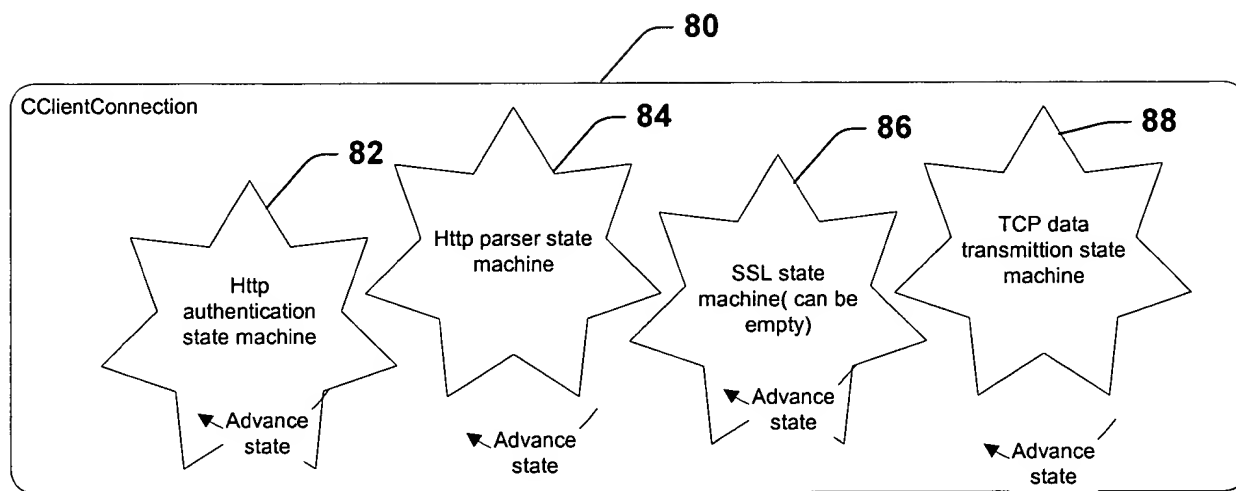 80
CClientConnection
82
Http
authentication
state machine
Advance
state
84
Http parser state
machine
Advance
state
86
SSL state
machine( can be
empty)
Advance
state
88
TCP data
transmittion state
machine
Advance
state